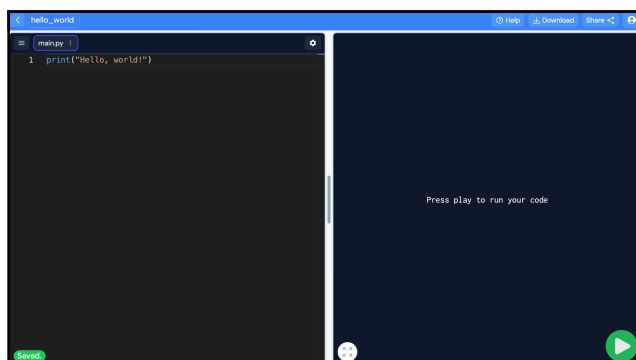 hello_world
Help
Download
Share
main.py
1 print("Hello, world!")
Press play to run your code
Saved.